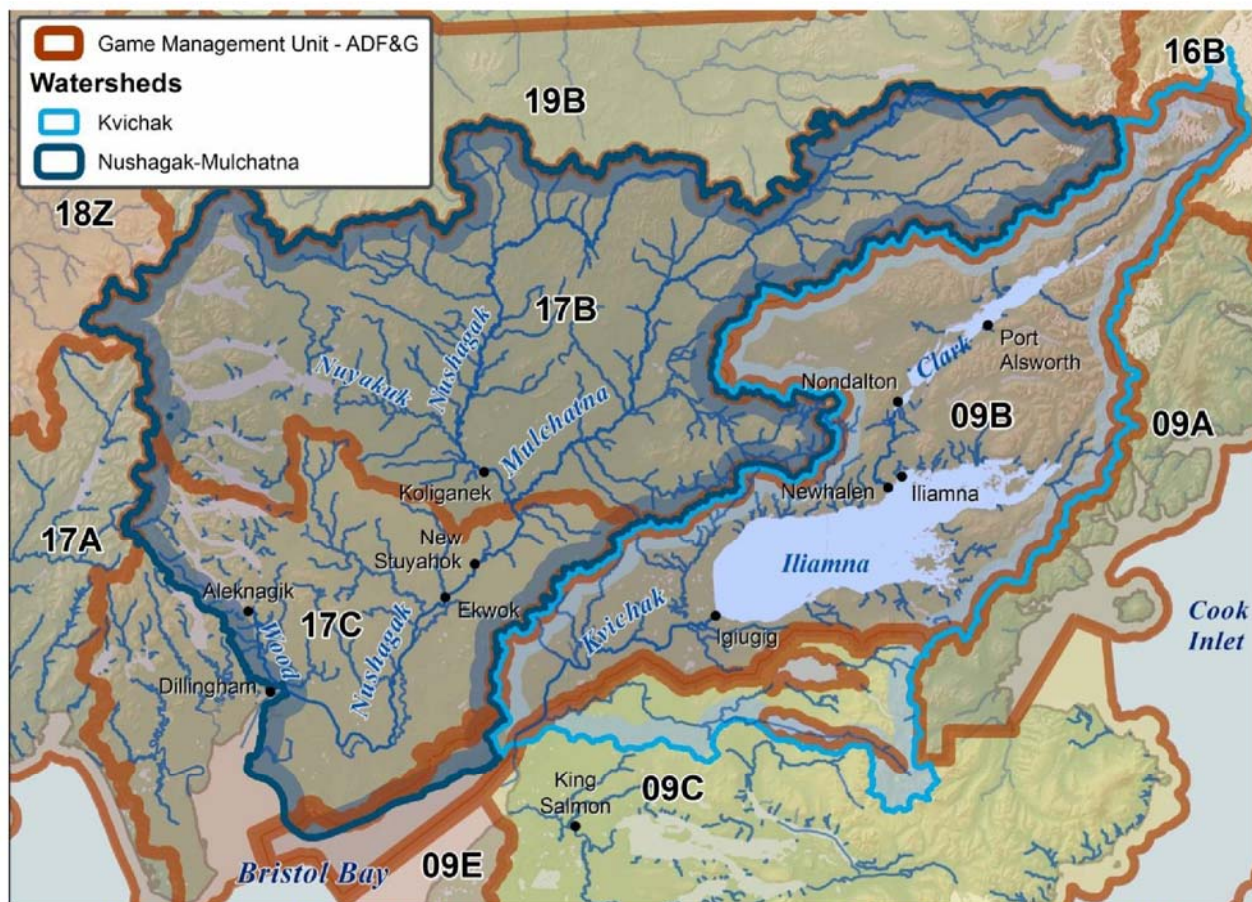 Game Management Unit - ADF&G
Watersheds
Kvichak
Nushagak-Mulchatna
16B
19B
18Z
17B
Nuyakuk
Nushagak
Mulchatna
Clark
Port
Alsworth
Nondalton
09B
09A
Koliganek
Newhalen
Iliamna
17A
New
Stuyahok
Iliamna
Aleknagik
17C
Ekwok
Wood
Nushagak
Kvichak
Igiugig
Cook
Inlet
Dillingham
King
Salmon
09C
09E
Bristol Bay